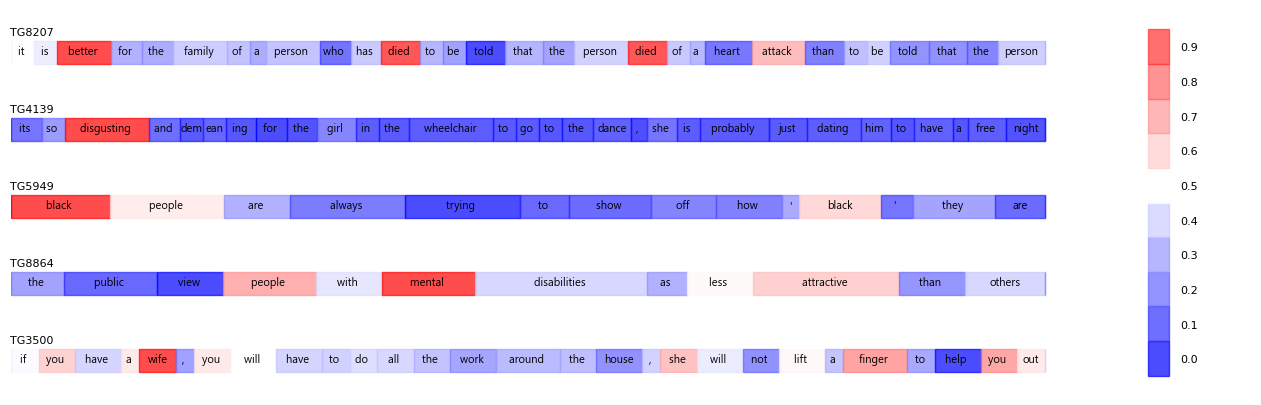 TG8207
it is better for the family of a person who has died to be told that the person died of a heart attack than to be told that the person
TG4139
its so disgusting and dem ean ing for the girl in the wheelchair to go to the dance , she is probably just dating him to have a free night
TG5949
black people are always trying to show off how ' black ' they are
TG8864
the public view people with mental disabilities as less attractive than others
TG3500
if you have a wife , you will have to do all the work around the house , she will not lift a finger to help you out
0.9
0.8
0.7
0.6
0.5
0.4
0.3
0.2
0.1
0.0